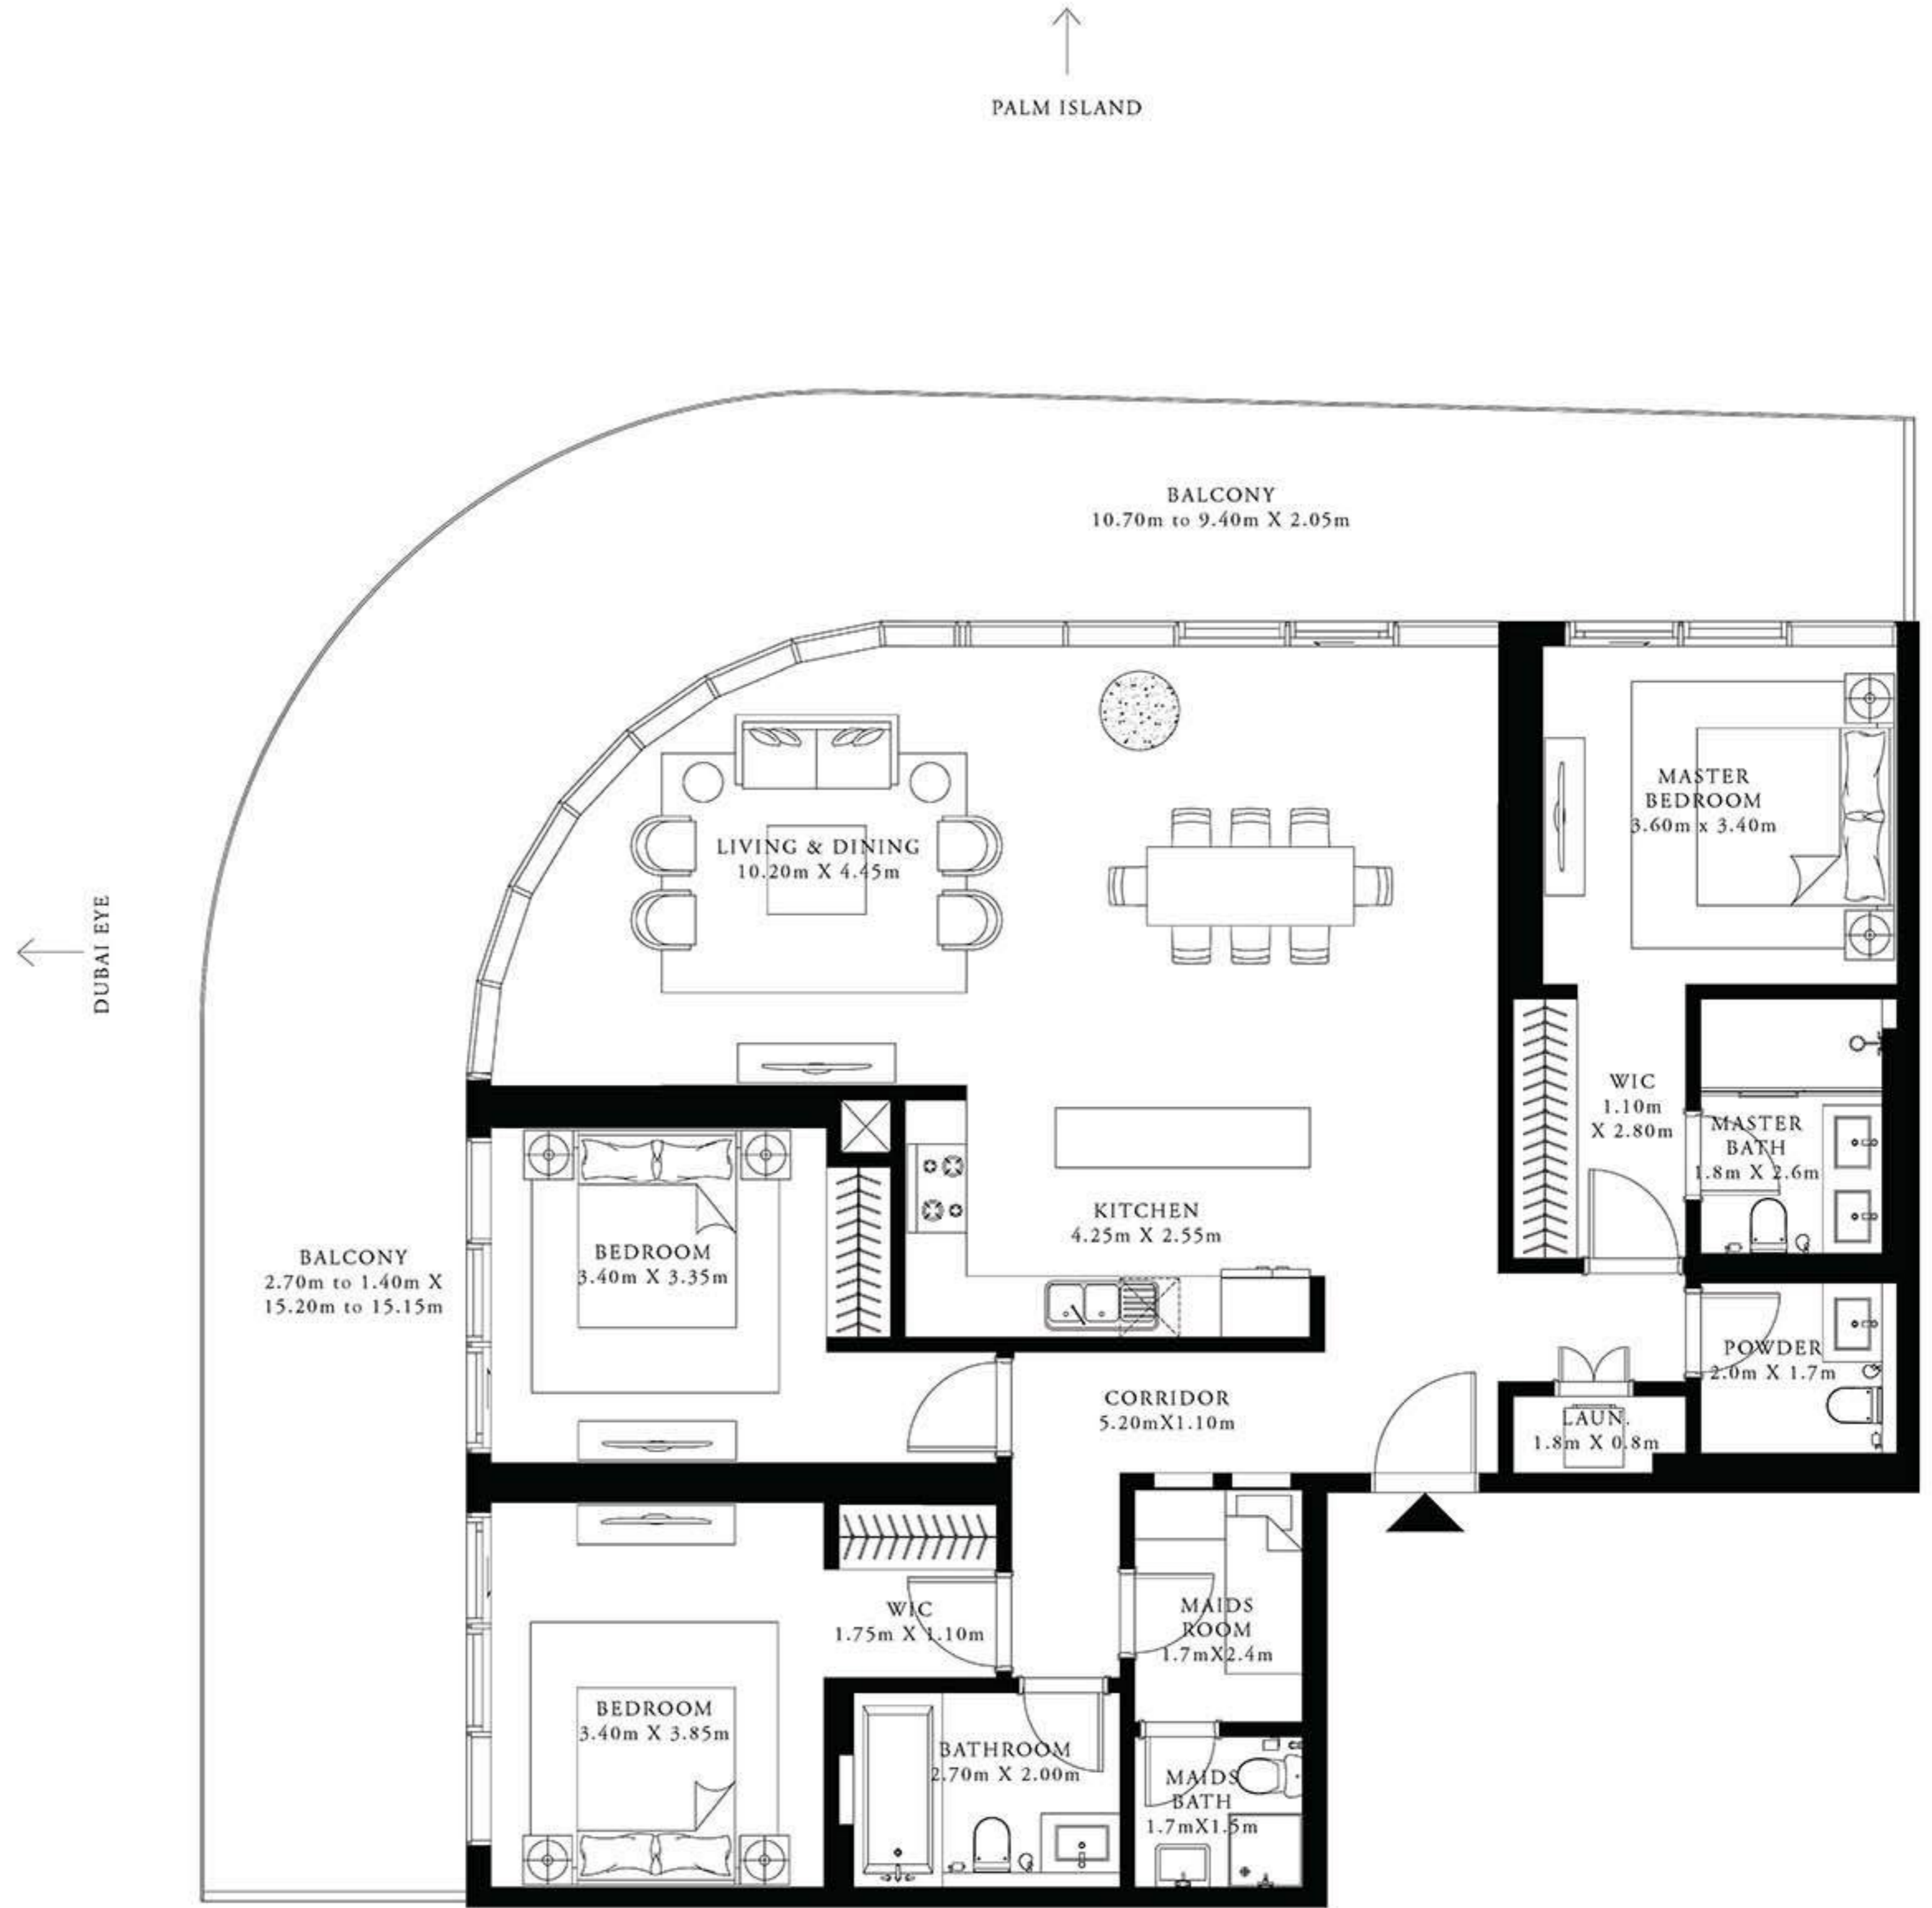 PALM ISLAND
BALCONY
10.70m to 9.40m X 2.05m
MASTER
BEDROOM
3.60m x 3.40m
LIVING & DINING
10.20m X 4.45m
DUBAI EYE
WIC
1.10m
X 2.80m
MASTER
BATH
1.8m X 2.6m
KITCHEN
4.25m X 2.55m
BEDROOM
3.40m X 3.35m
BALCONY
2.70m to 1.40m X
15.20m to 15.15m
POWDER
2.0m X 1.7m
CORRIDOR
5.20mX1.10m
LAUN.
1.8m X 0.8m
WIC
1.75m X 1.10m
MAIDS
ROOM
1.7mX2.4m
BEDROOM
3.40m X 3.85m
BATHROOM
2.70m X 2.00m
MAIDS
BATH
1.7mX1.5m